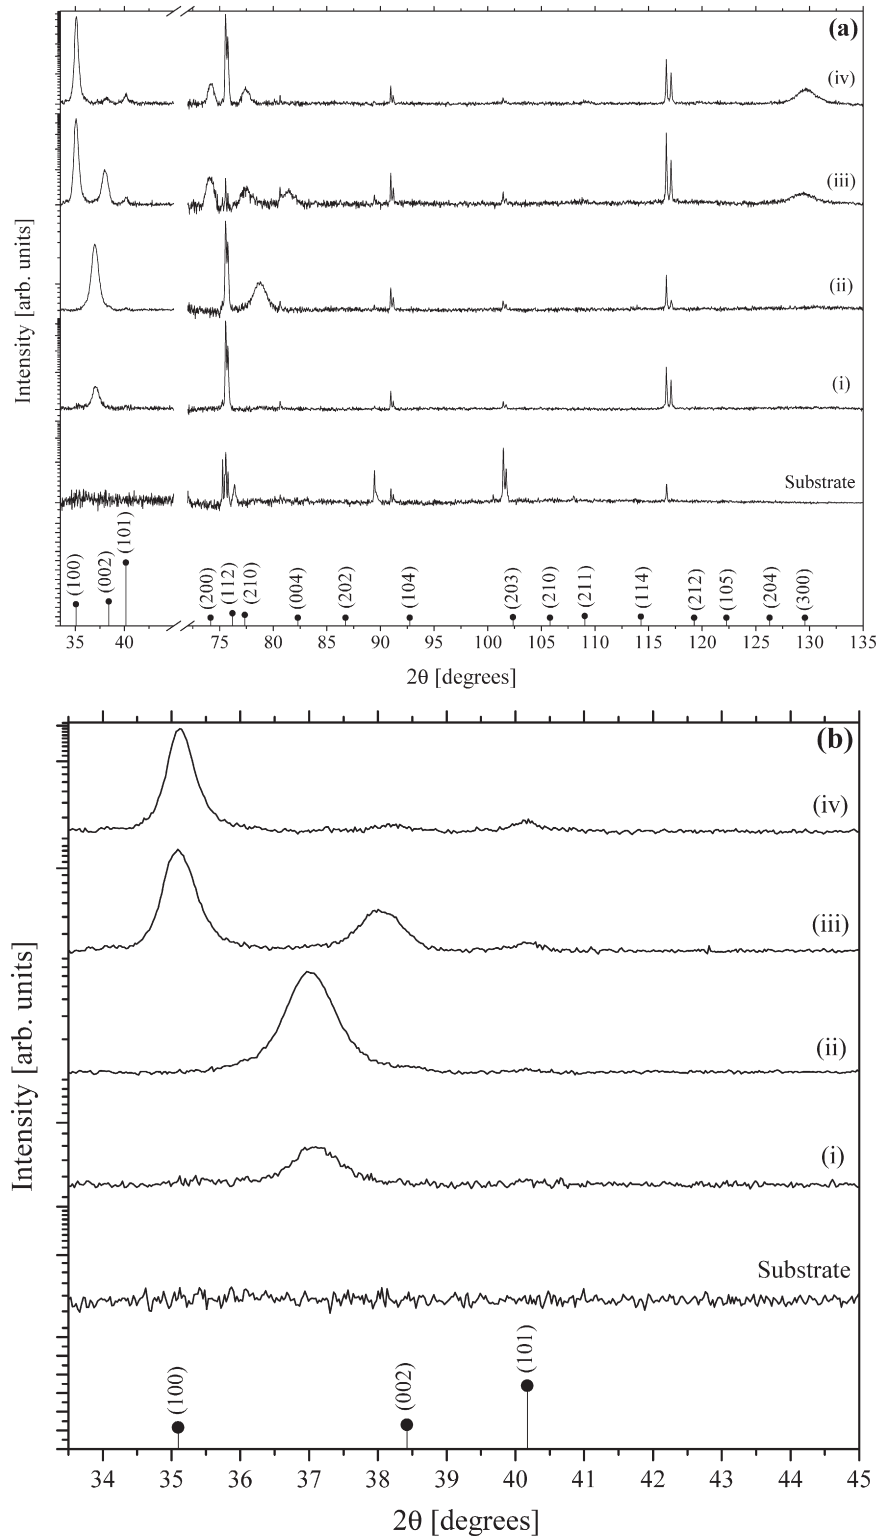 (a)
(iv)
(iii)
(ii)
(i)
Substrate
Intensity [arb. units]
(100)
(002)
(101)
(200)
(112)
(210)
(004)
(202)
(104)
(203)
(210)
(211)
(114)
(212)
(105)
(204)
(300)
35 40 75 80 85 90 95 100 105 110 115 120 125 130 135
2θ [degrees]
(b)
(iv)
(iii)
(ii)
(i)
Substrate
Intensity [arb. units]
(100)
(002)
(101)
34 35 36 37 38 39 40 41 42 43 44 45
2θ [degrees]